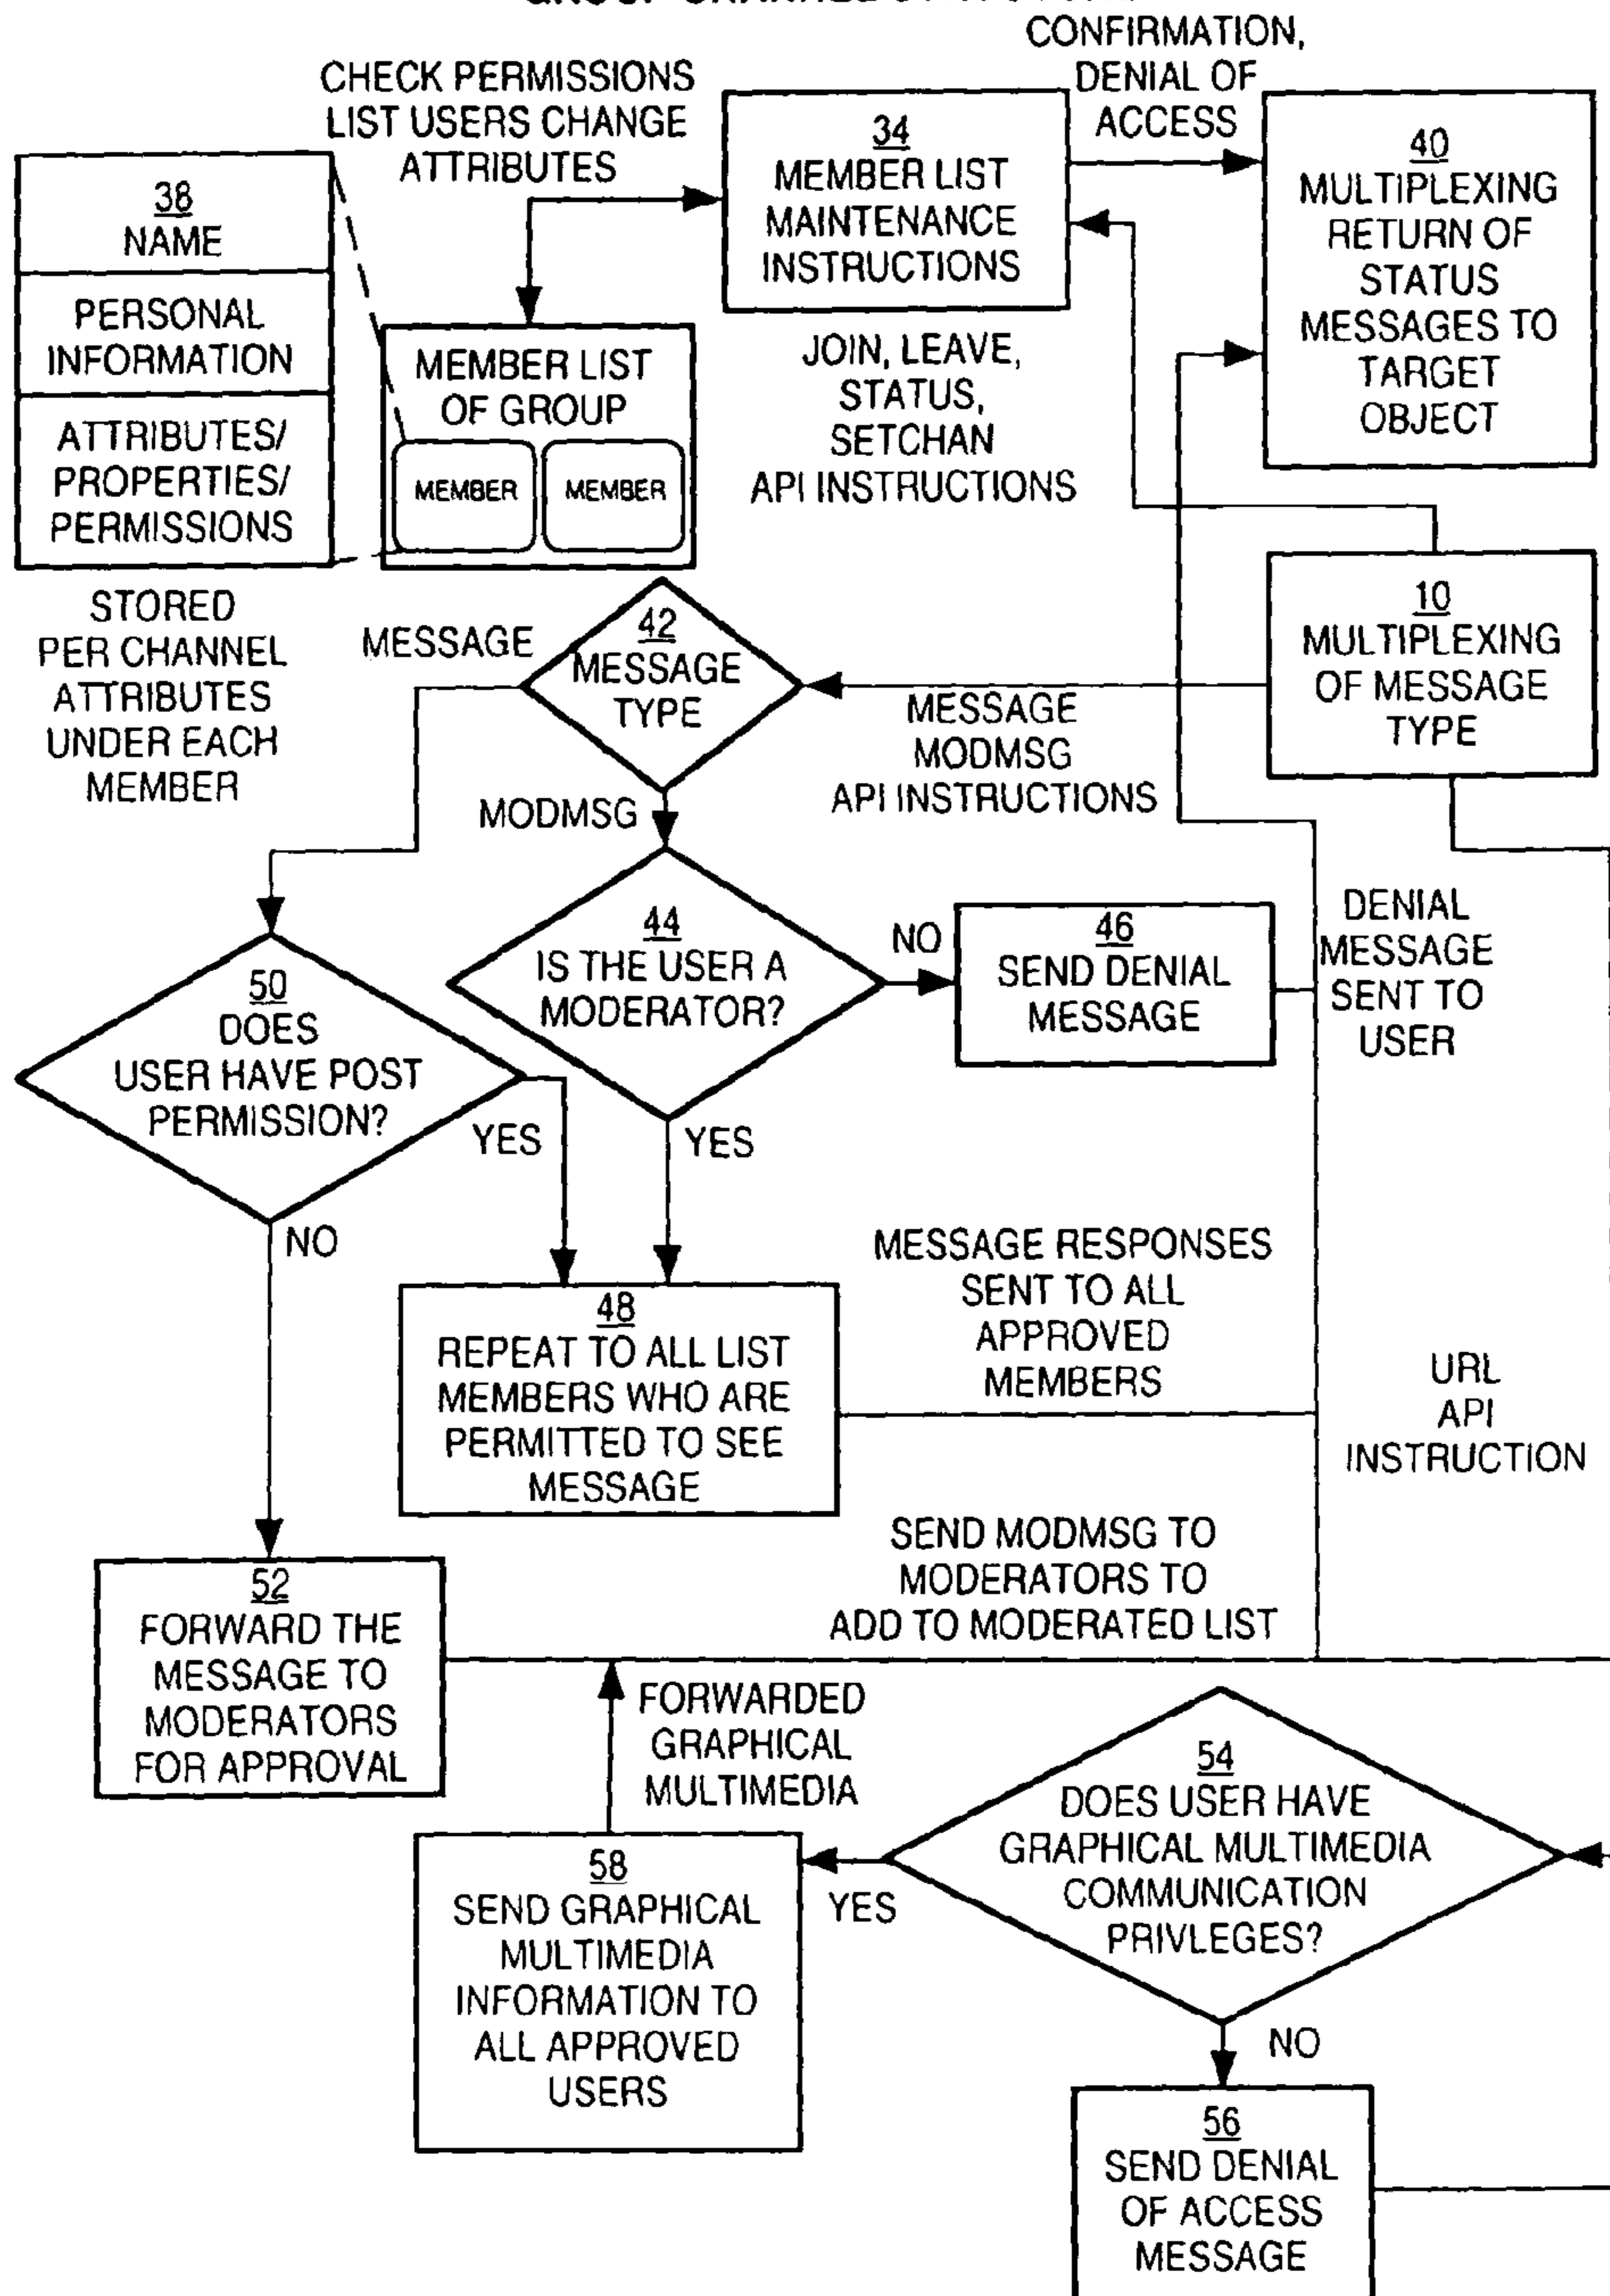 CONFIRMATION,
DENIAL OF
ACCESS
CHECK PERMISSIONS
LIST USERS CHANGE
ATTRIBUTES
34
MEMBER LIST
MAINTENANCE
INSTRUCTIONS
40
MULTIPLEXING
RETURN OF
STATUS
MESSAGES TO
TARGET
OBJECT
38
NAME
PERSONAL
INFORMATION
ATTRIBUTES/
PROPERTIES/
PERMISSIONS
MEMBER LIST
OF GROUP
MEMBER
MEMBER
JOIN, LEAVE,
STATUS,
SETCHAN
API INSTRUCTIONS
STORED
PER CHANNEL
ATTRIBUTES
UNDER EACH
MEMBER
MESSAGE
42
MESSAGE
TYPE
10
MULTIPLEXING
OF MESSAGE
TYPE
MESSAGE
MODMSG
API INSTRUCTIONS
MODMSG
44
IS THE USER A
MODERATOR?
NO
46
SEND DENIAL
MESSAGE
DENIAL
MESSAGE
SENT TO
USER
50
DOES
USER HAVE POST
PERMISSION?
YES
YES
NO
48
REPEAT TO ALL LIST
MEMBERS WHO ARE
PERMITTED TO SEE
MESSAGE
MESSAGE RESPONSES
SENT TO ALL
APPROVED
MEMBERS
URL
API
INSTRUCTION
52
FORWARD THE
MESSAGE TO
MODERATORS
FOR APPROVAL
SEND MODMSG TO
MODERATORS TO
ADD TO MODERATED LIST
FORWARDED
GRAPHICAL
MULTIMEDIA
54
DOES USER HAVE
GRAPHICAL MULTIMEDIA
COMMUNICATION
PRIVLEGES?
YES
58
SEND GRAPHICAL
MULTIMEDIA
INFORMATION TO
ALL APPROVED
USERS
NO
56
SEND DENIAL
OF ACCESS
MESSAGE